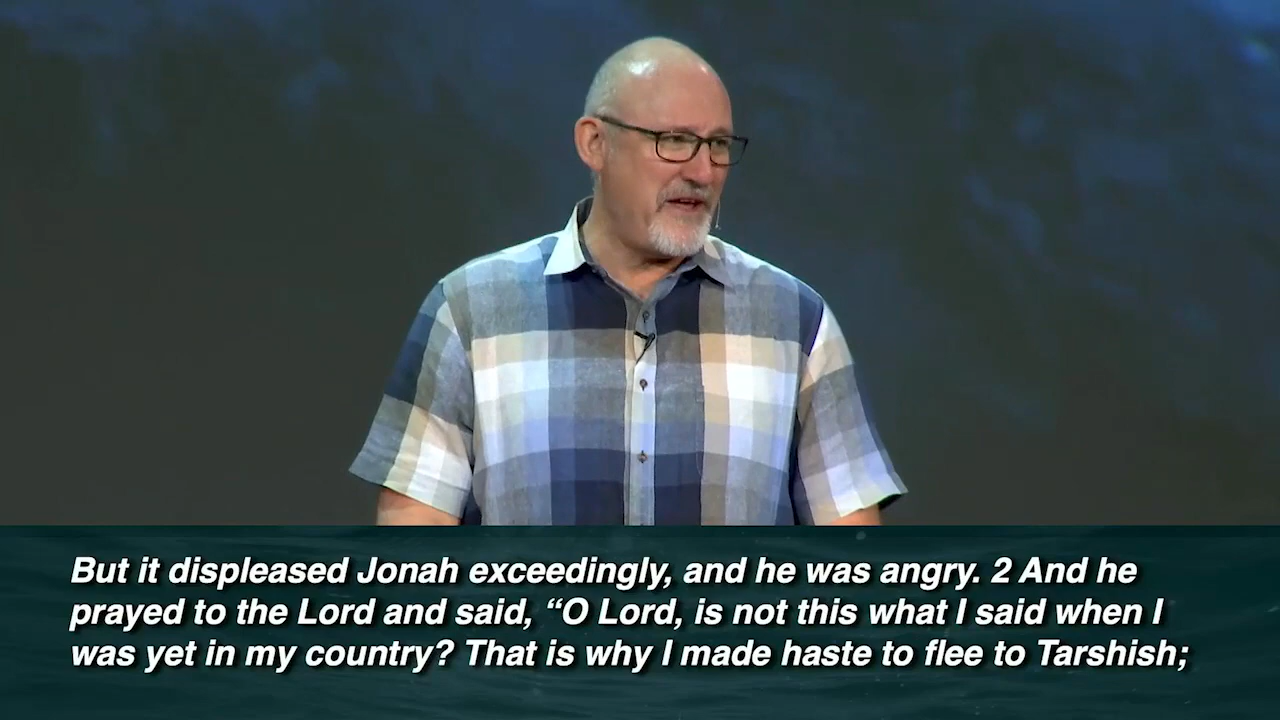 But it displeased Jonah exceedingly, and he was angry. 2 And he
prayed to the Lord and said, “O Lord, is not this what I said when I
was yet in my country? That is why I made haste to flee to Tarshish;